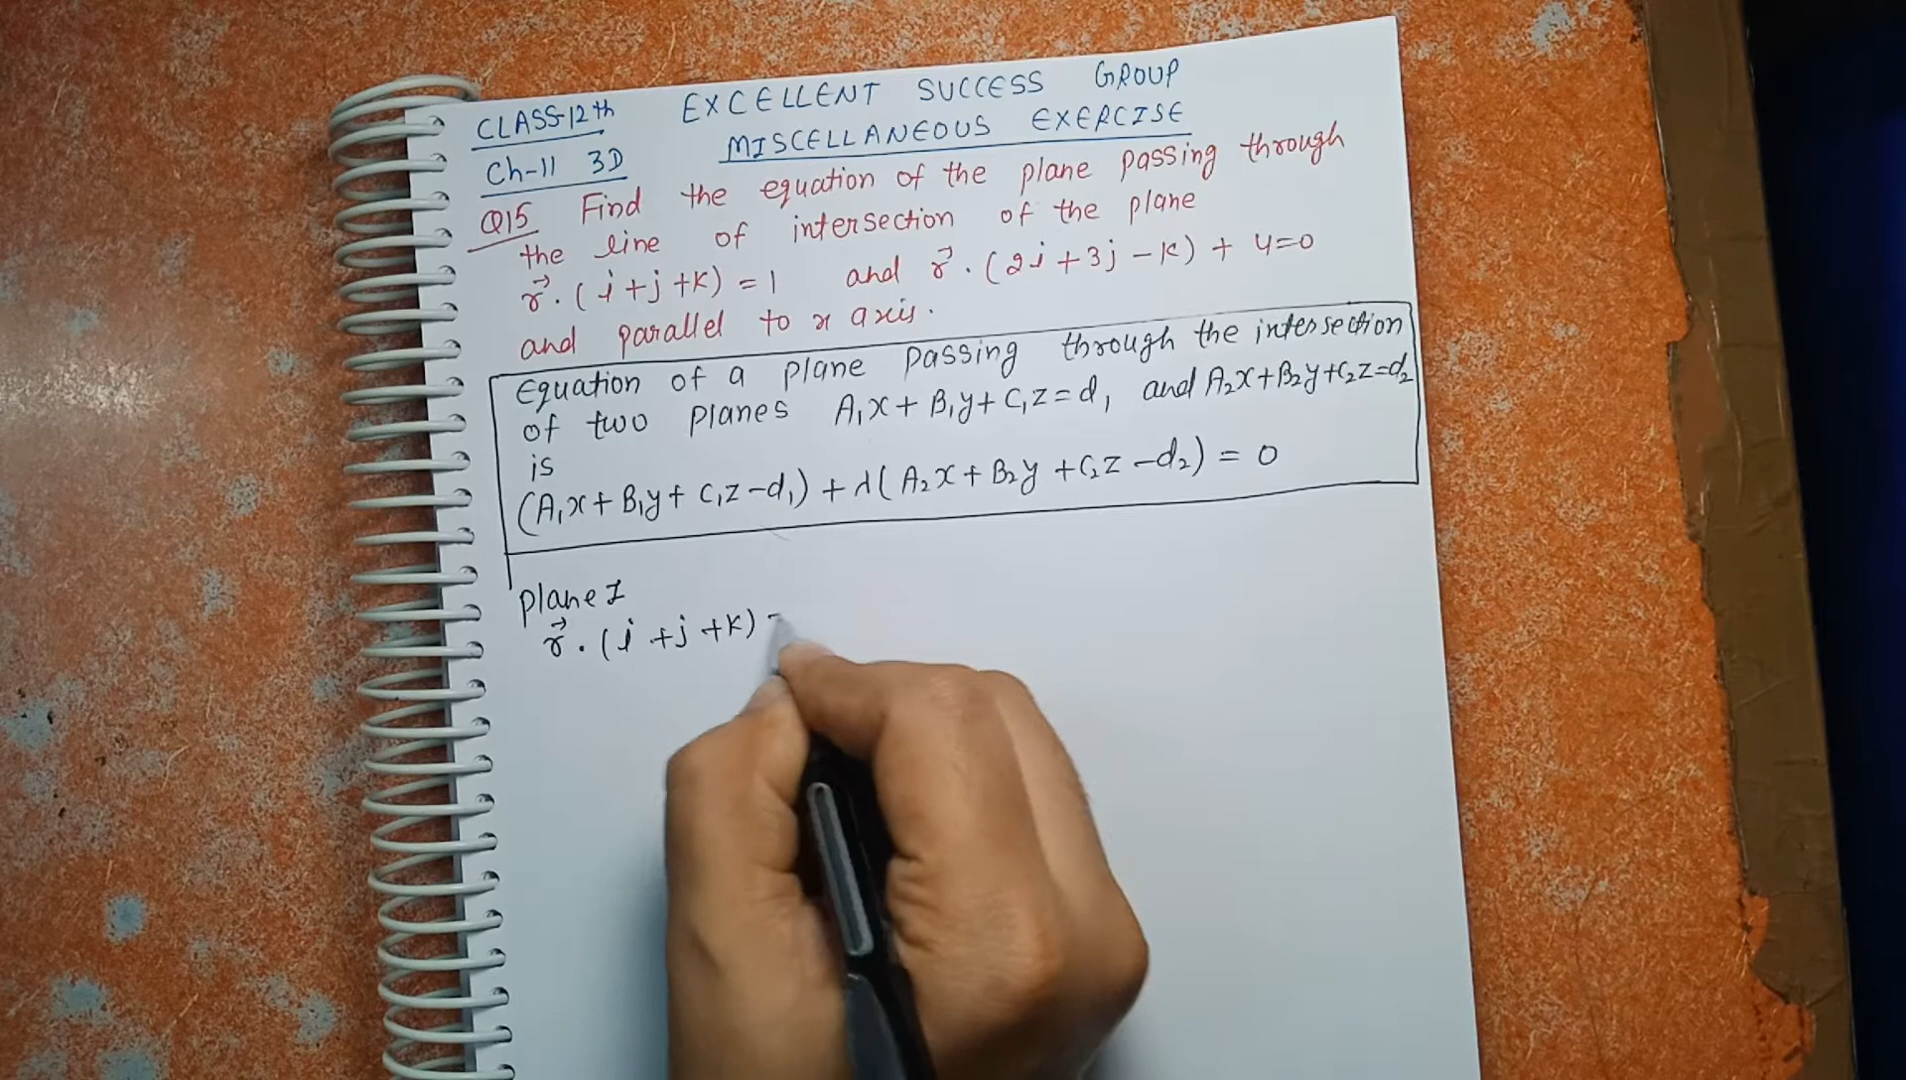 CLASS-12th EXCELLENT SUCCESS GROUP
Ch-11 3D MISCELLANEOUS EXERCISE
Q15 Find the equation of the plane passing through
the line of intersection of the plane
r⃗ . (i + j + k) = 1 and r⃗ . (2i + 3j - k) + 4=0
and parallel to x axis.
Equation of a plane passing through the intersection
of two planes A₁x + B₁y + C₁z = d₁ and A₂x + B₂y + C₂z = d₂
is
(A₁x + B₁y + C₁z - d₁) + λ (A₂x + B₂y + C₂z - d₂) = 0
plane I
r⃗ . (i + j + k) =